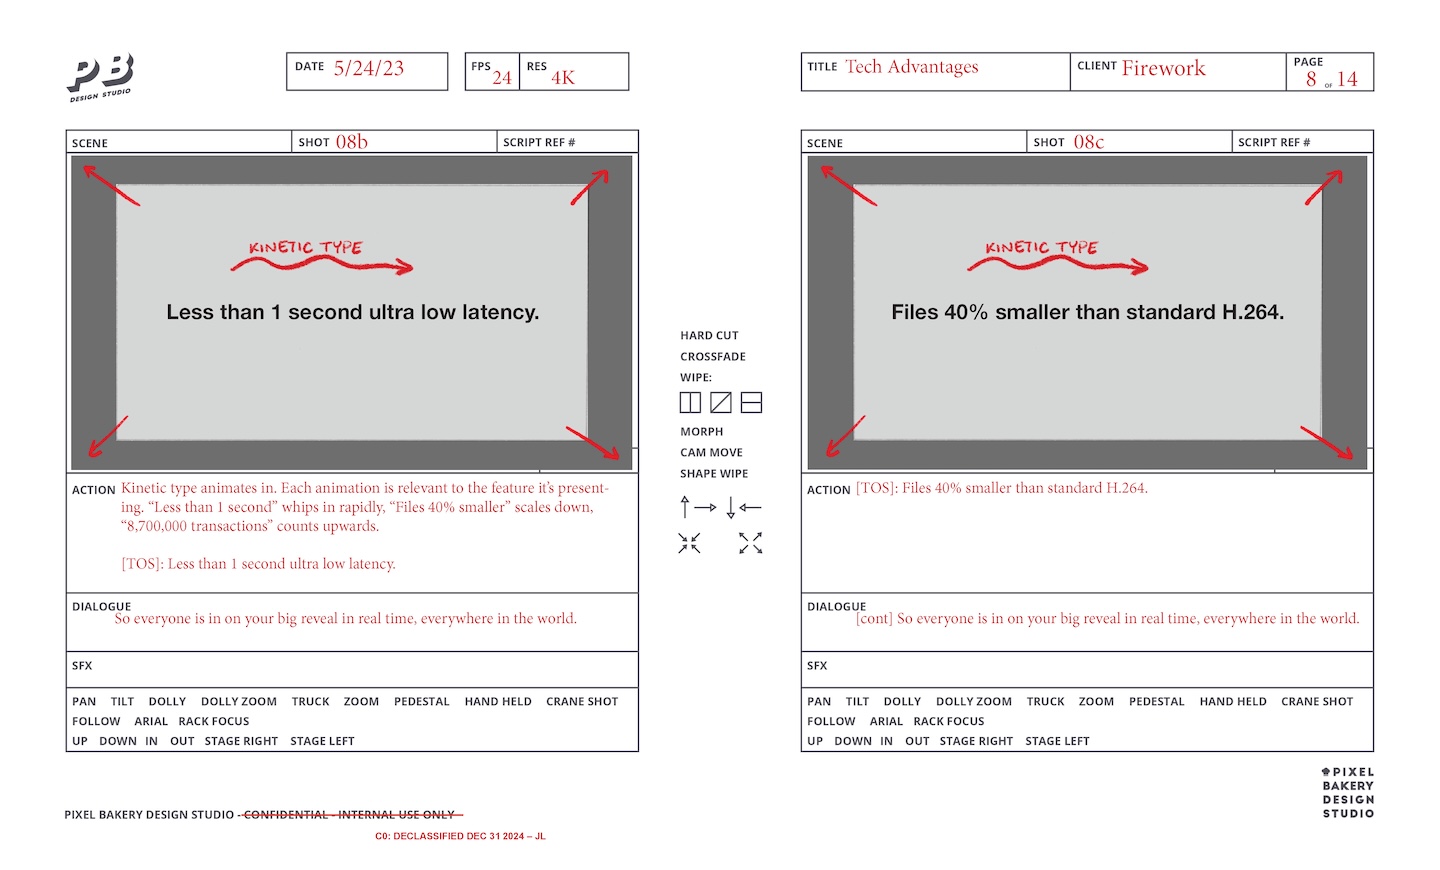 PB
DESIGN STUDIO
DATE 5/24/23
FPS 24
RES 4K
TITLE Tech Advantages
CLIENT Firework
PAGE 8 OF 14
SCENE
SHOT 08b
SCRIPT REF #
KINETIC TYPE
Less than 1 second ultra low latency.
ACTION Kinetic type animates in. Each animation is relevant to the feature it’s present-
ing. “Less than 1 second” whips in rapidly, “Files 40% smaller” scales down,
“8,700,000 transactions” counts upwards.
[TOS]: Less than 1 second ultra low latency.
DIALOGUE
So everyone is in on your big reveal in real time, everywhere in the world.
SFX
PAN TILT DOLLY DOLLY ZOOM TRUCK ZOOM PEDESTAL HAND HELD CRANE SHOT
FOLLOW ARIAL RACK FOCUS
UP DOWN IN OUT STAGE RIGHT STAGE LEFT
HARD CUT
CROSSFADE
WIPE:
MORPH
CAM MOVE
SHAPE WIPE
SCENE
SHOT 08c
SCRIPT REF #
KINETIC TYPE
Files 40% smaller than standard H.264.
ACTION [TOS]: Files 40% smaller than standard H.264.
DIALOGUE
[cont] So everyone is in on your big reveal in real time, everywhere in the world.
SFX
PAN TILT DOLLY DOLLY ZOOM TRUCK ZOOM PEDESTAL HAND HELD CRANE SHOT
FOLLOW ARIAL RACK FOCUS
UP DOWN IN OUT STAGE RIGHT STAGE LEFT
PIXEL BAKERY DESIGN STUDIO - CONFIDENTIAL - INTERNAL USE ONLY
C0: DECLASSIFIED DEC 31 2024 – JL
PIXEL
BAKERY
DESIGN
STUDIO